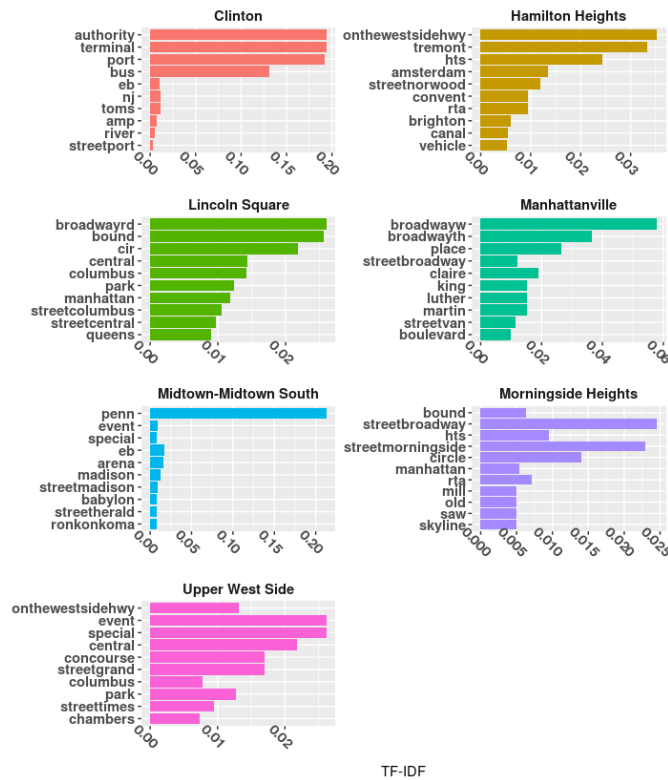 Clinton
authority
terminal
port
bus
eb
nj
toms
amp
river
streetport
0.00 0.05 0.10 0.15 0.20
Hamilton Heights
onthewestsidehwy
tremont
hts
amsterdam
streetnorwood
convent
rta
brighton
canal
vehicle
0.00 0.01 0.02 0.03
Lincoln Square
broadwayrd
bound
cir
central
columbus
park
manhattan
streetcolumbus
streetcentral
queens
0.00 0.01 0.02
Manhattanville
broadwayw
broadwayth
place
streetbroadway
claire
king
luther
martin
streetvan
boulevard
0.00 0.02 0.04 0.06
Midtown-Midtown South
penn
event
special
eb
arena
madison
streetmadison
babylon
streetherald
ronkonkoma
0.00 0.05 0.10 0.15 0.20
Morningside Heights
bound
streetbroadway
hts
streetmorningside
circle
manhattan
rta
mill
old
saw
skyline
0.000 0.005 0.010 0.015 0.020 0.025
Upper West Side
onthewestsidehwy
event
special
central
concourse
streetgrand
columbus
park
streettimes
chambers
0.00 0.01 0.02
TF-IDF